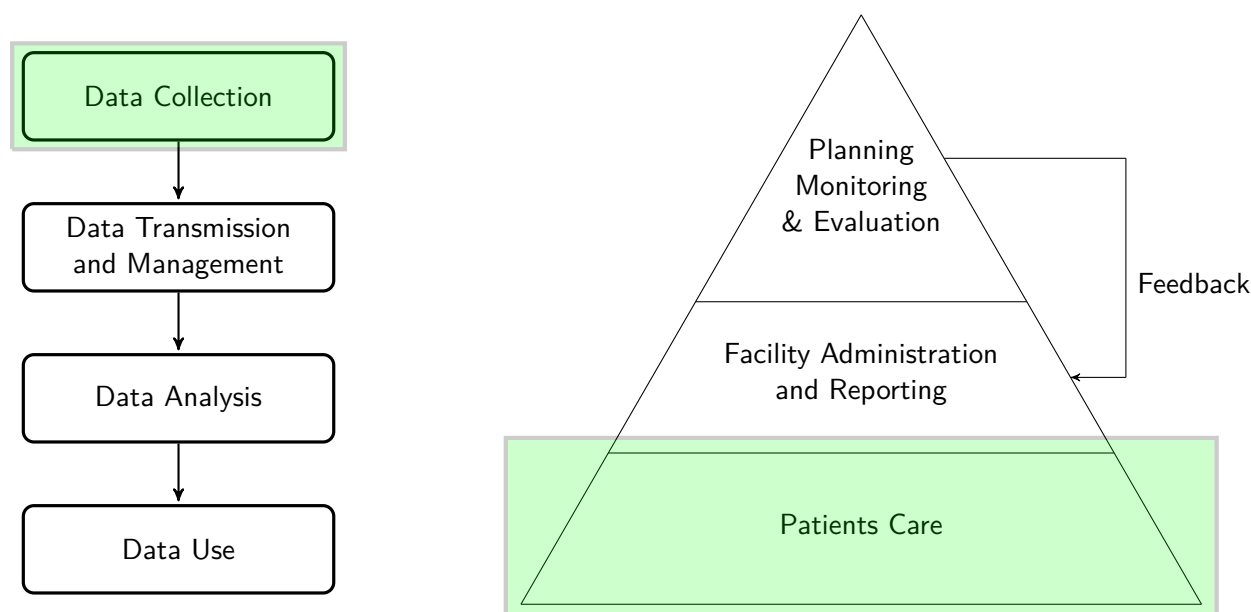 Data Collection
Data Transmission
and Management
Data Analysis
Data Use
Planning
Monitoring
& Evaluation
Feedback
Facility Administration
and Reporting
Patients Care